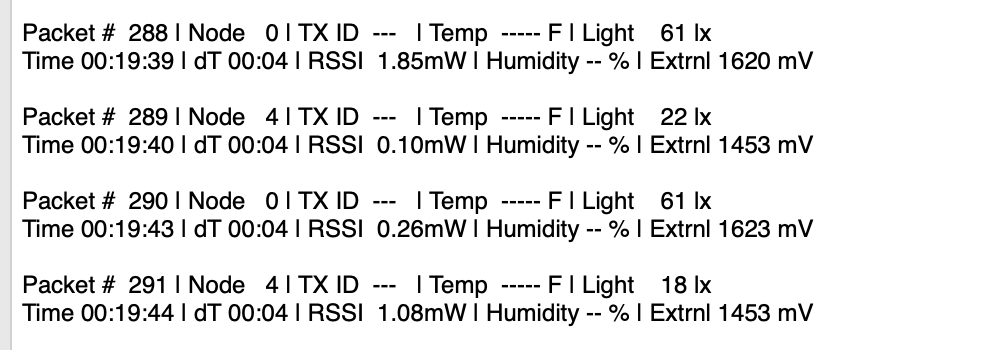 Packet #  288 | Node   0 | TX ID  ---   | Temp  ----- F | Light    61 lx
Time 00:19:39 | dT 00:04 | RSSI  1.85mW | Humidity -- % | Extrnl 1620 mV
Packet #  289 | Node   4 | TX ID  ---   | Temp  ----- F | Light    22 lx
Time 00:19:40 | dT 00:04 | RSSI  0.10mW | Humidity -- % | Extrnl 1453 mV
Packet #  290 | Node   0 | TX ID  ---   | Temp  ----- F | Light    61 lx
Time 00:19:43 | dT 00:04 | RSSI  0.26mW | Humidity -- % | Extrnl 1623 mV
Packet #  291 | Node   4 | TX ID  ---   | Temp  ----- F | Light    18 lx
Time 00:19:44 | dT 00:04 | RSSI  1.08mW | Humidity -- % | Extrnl 1453 mV